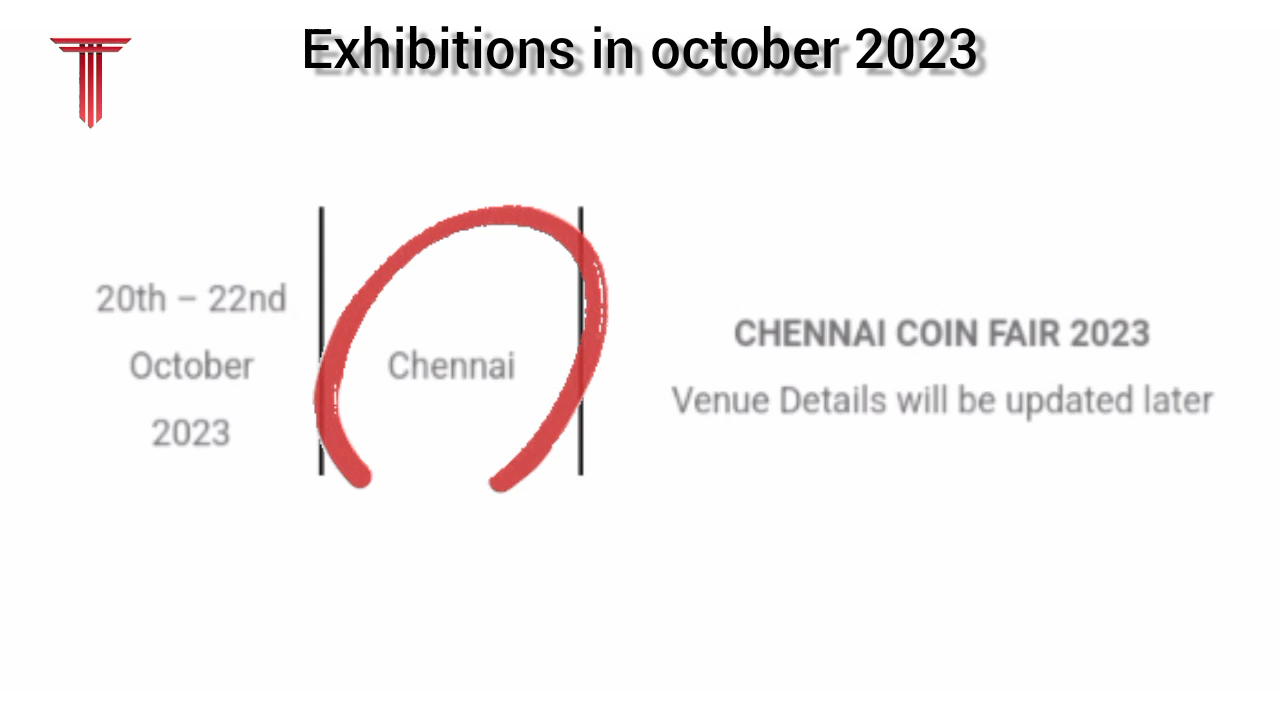 Exhibitions in october 2023
20th – 22nd
October
2023
Chennai
CHENNAI COIN FAIR 2023
Venue Details will be updated later